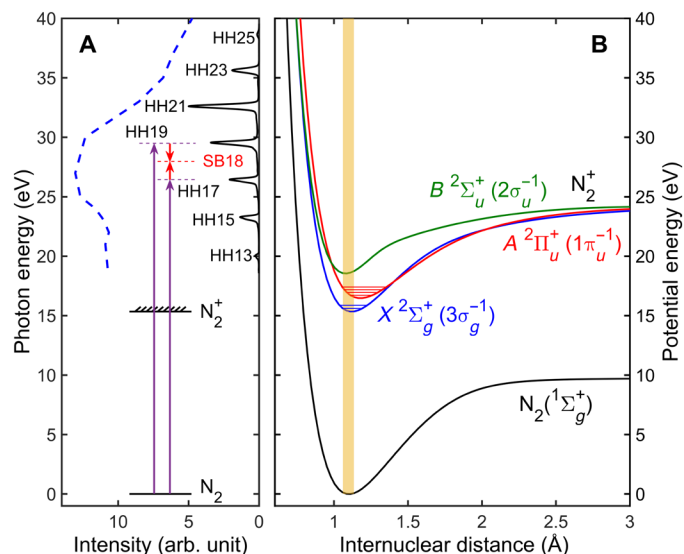 A
B
40
35
30
25
20
15
10
5
0
Photon energy (eV)
HH25
HH23
HH21
HH19
SB18
HH17
HH15
HH13
N₂⁺
N₂
10
5
0
Intensity (arb. unit)
B ²Σᵤ⁺ (2σᵤ⁻¹)
N₂⁺
A ²Πᵤ⁺ (1πᵤ⁻¹)
X ²Σg⁺ (3σg⁻¹)
N₂(¹Σg⁺)
1
1.5
2
2.5
3
Internuclear distance (Å)
40
35
30
25
20
15
10
5
0
Potential energy (eV)